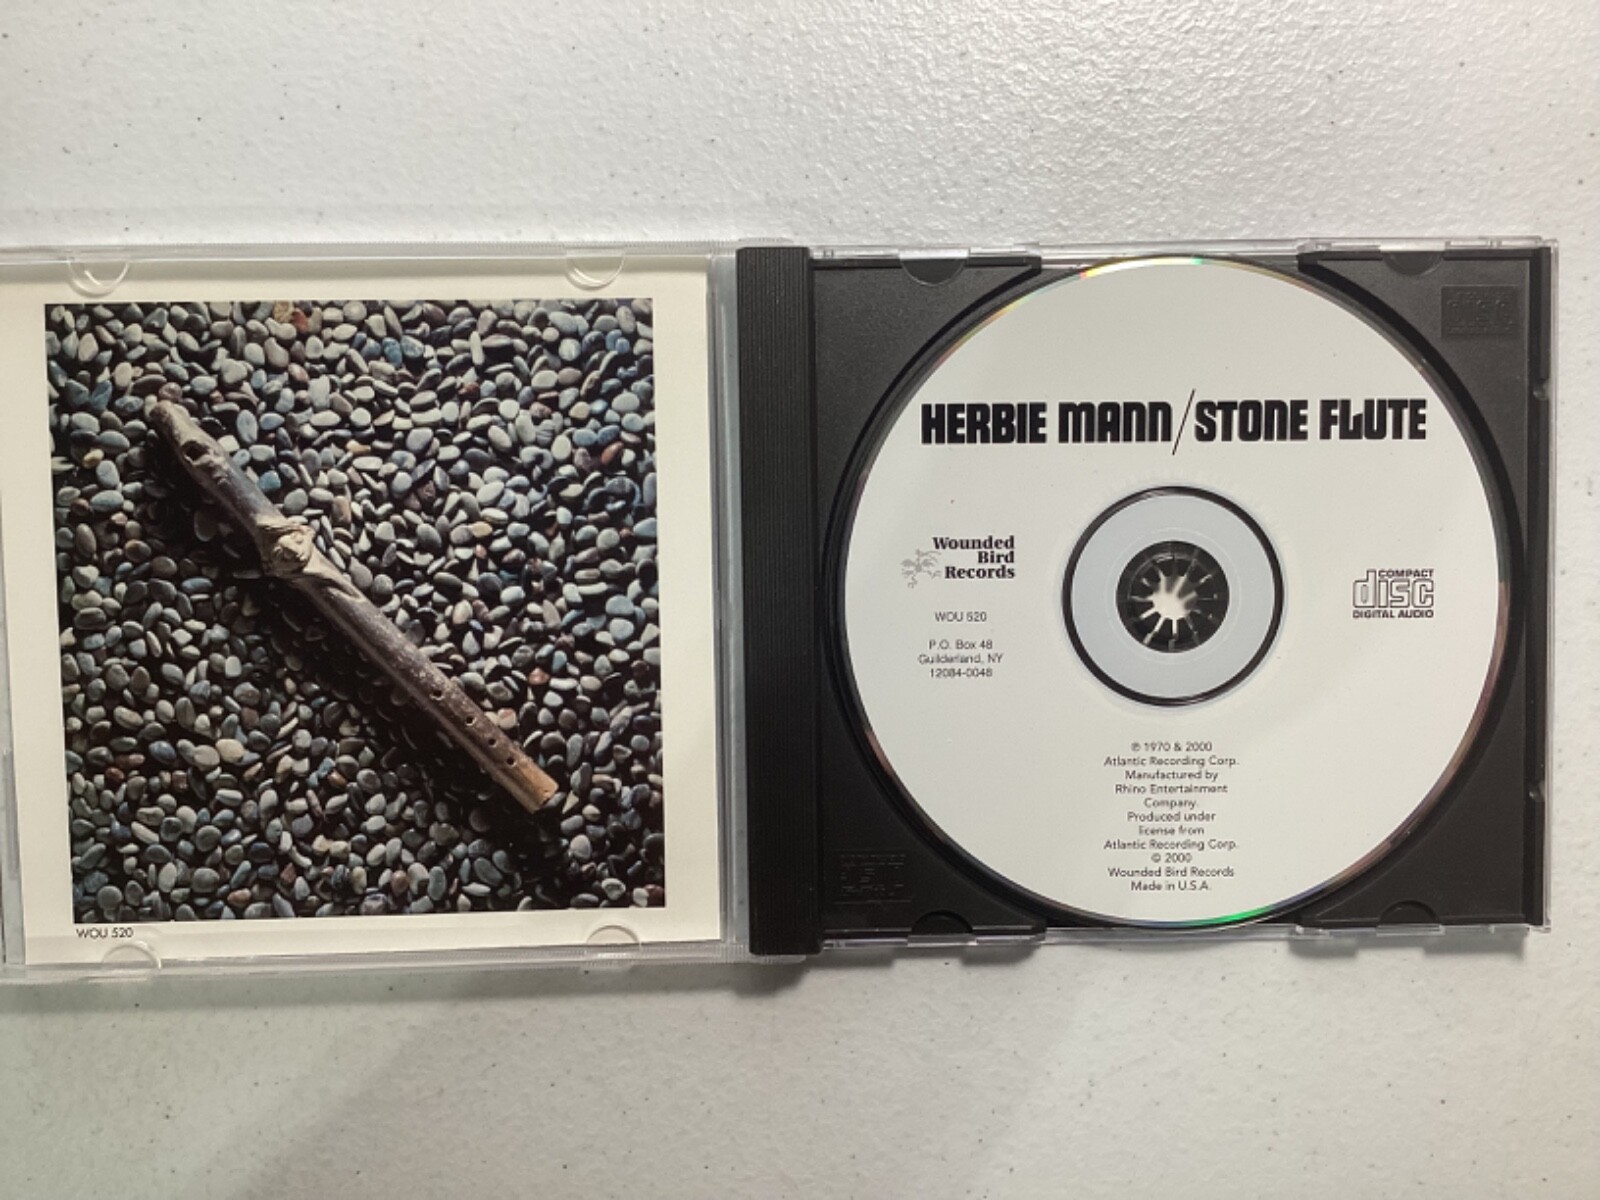 WOU 520
HERBIE MANN/STONE FLUTE
Wounded
Bird
Records
WOU 520
P.O. Box 48
Guilderland, NY
12084-0048
COMPACT
disc
DIGITAL AUDIO
℗ 1970 & 2000
Atlantic Recording Corp.
Manufactured by
Rhino Entertainment
Company.
Produced under
license from
Atlantic Recording Corp.
© 2000
Wounded Bird Records
Made in U.S.A.